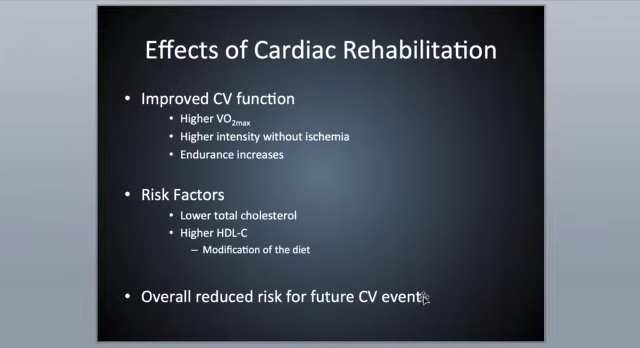 Effects of Cardiac Rehabilitation
• Improved CV function
• Higher VO2max
• Higher intensity without ischemia
• Endurance increases
• Risk Factors
• Lower total cholesterol
• Higher HDL-C
– Modification of the diet
• Overall reduced risk for future CV event